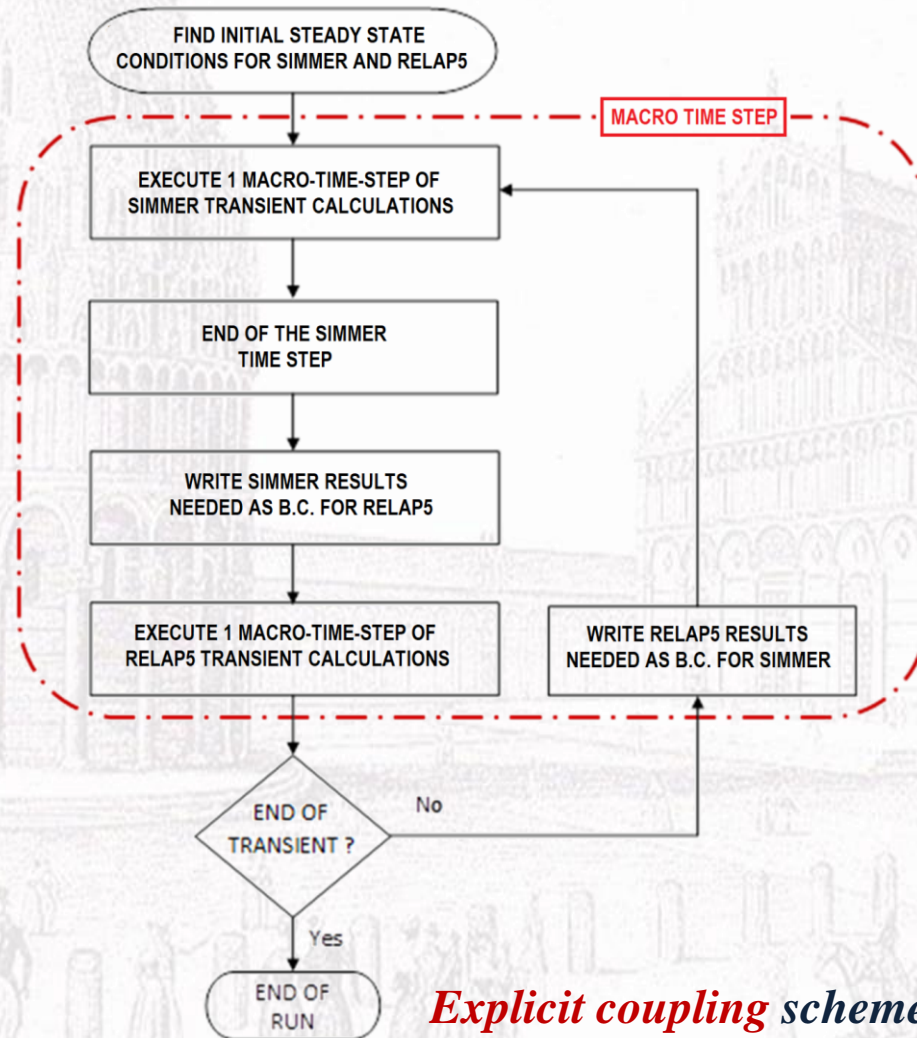 FIND INITIAL STEADY STATE
CONDITIONS FOR SIMMER AND RELAP5
MACRO TIME STEP
EXECUTE 1 MACRO-TIME-STEP OF
SIMMER TRANSIENT CALCULATIONS
END OF THE SIMMER
TIME STEP
WRITE SIMMER RESULTS
NEEDED AS B.C. FOR RELAP5
EXECUTE 1 MACRO-TIME-STEP OF
RELAP5 TRANSIENT CALCULATIONS
WRITE RELAP5 RESULTS
NEEDED AS B.C. FOR SIMMER
END OF
TRANSIENT ?
No
Yes
END OF
RUN
Explicit coupling scheme